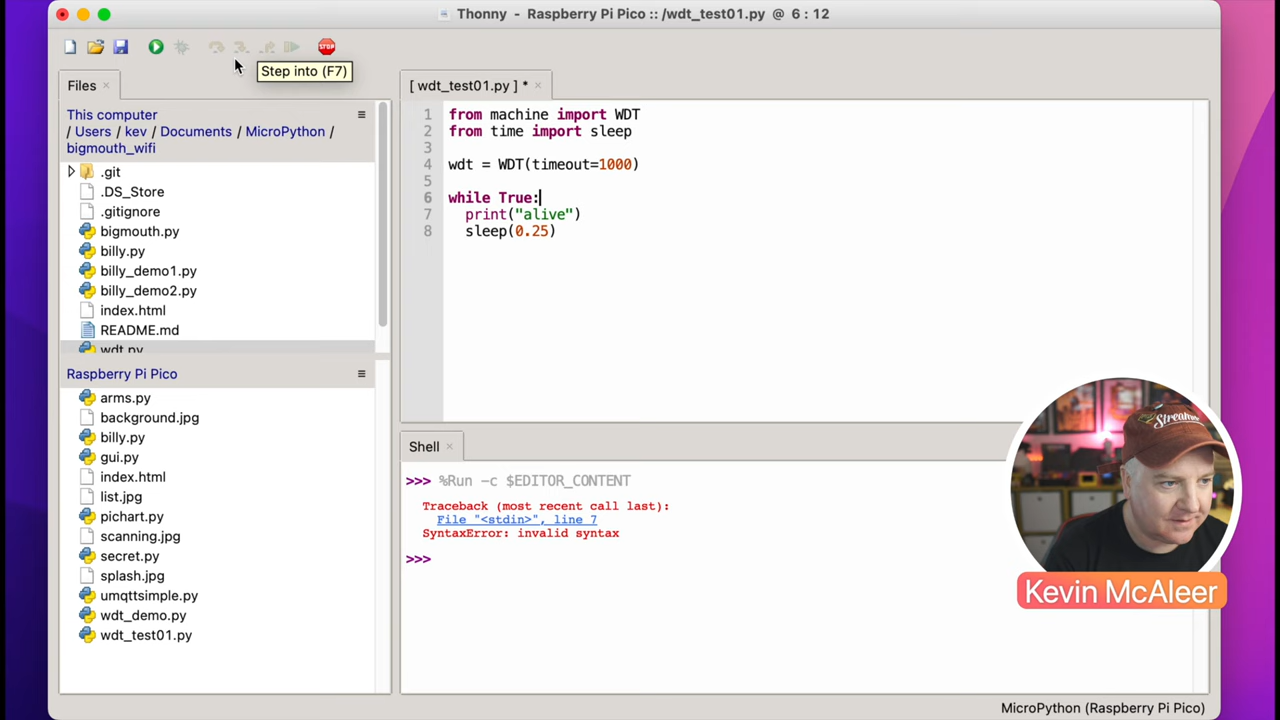 Thonny - Raspberry Pi Pico :: /wdt_test01.py @ 6 : 12
STOP
Step into (F7)
Files ×
This computer
/ Users / kev / Documents / MicroPython /
bigmouth_wifi
.git
.DS_Store
.gitignore
bigmouth.py
billy.py
billy_demo1.py
billy_demo2.py
index.html
README.md
wdt.py
Raspberry Pi Pico
arms.py
background.jpg
billy.py
gui.py
index.html
list.jpg
pichart.py
scanning.jpg
secret.py
splash.jpg
umqttsimple.py
wdt_demo.py
wdt_test01.py
[ wdt_test01.py ] * ×
1 from machine import WDT
2 from time import sleep
3
4 wdt = WDT(timeout=1000)
5
6 while True:
7 print("alive")
8 sleep(0.25)
Shell ×
>>> %Run -c $EDITOR_CONTENT
Traceback (most recent call last):
File "<stdin>", line 7
SyntaxError: invalid syntax
>>>
Kevin McAleer
MicroPython (Raspberry Pi Pico)